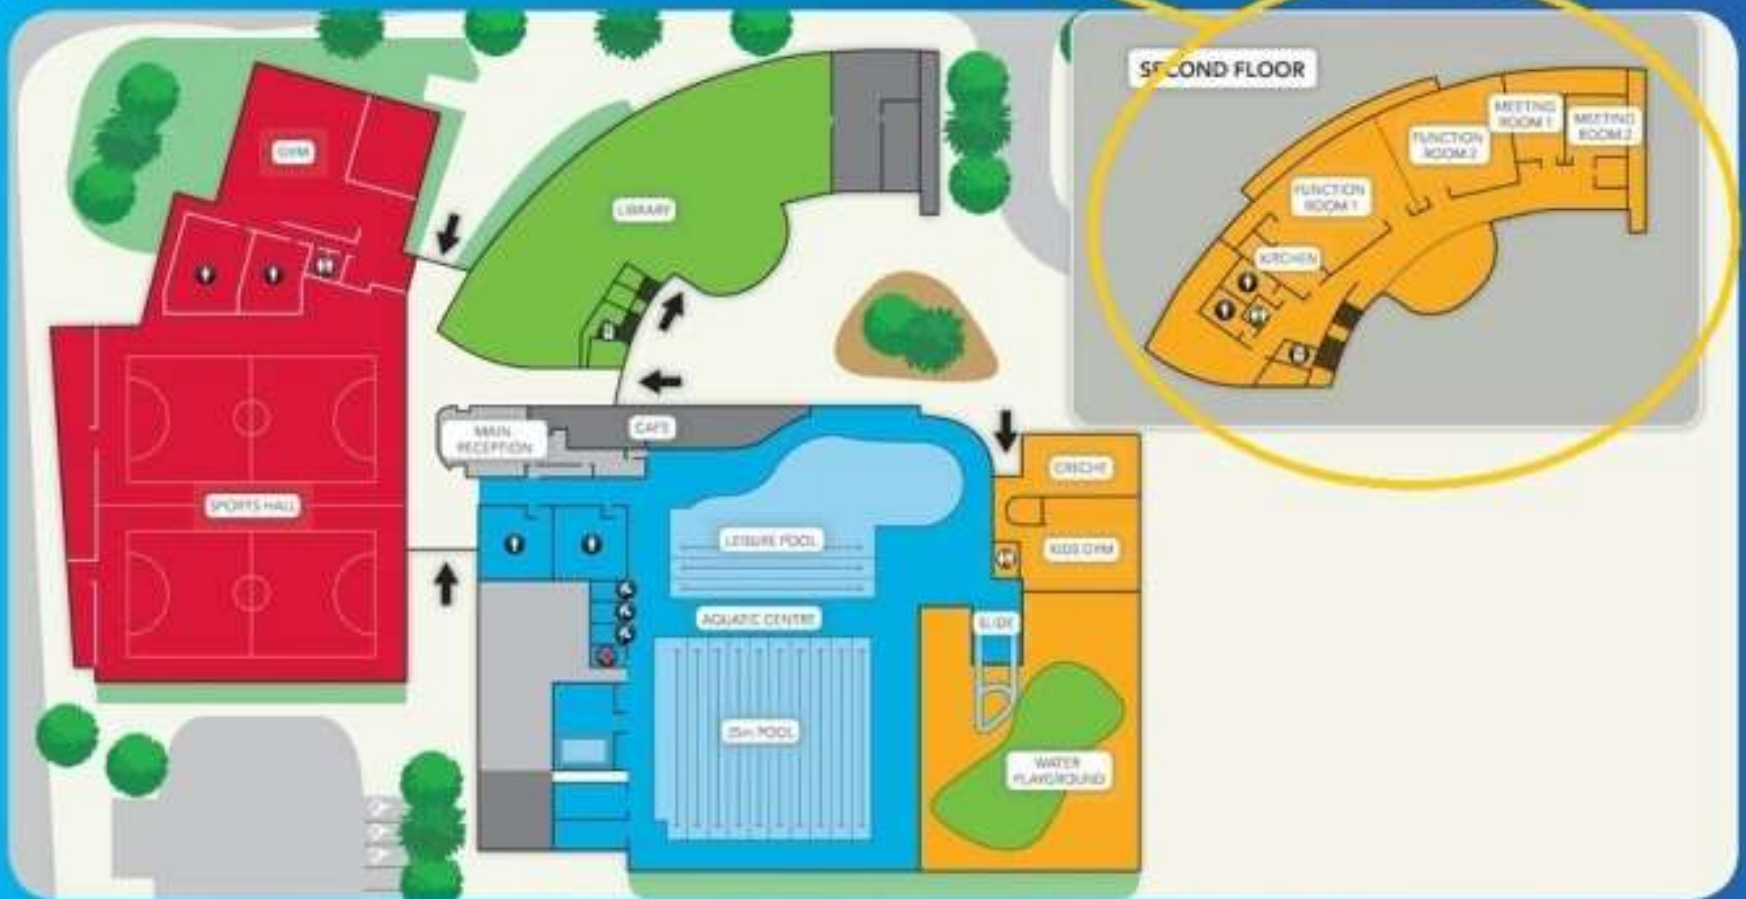 SECOND FLOOR
MEETING
ROOM 1
MEETING
ROOM 2
FUNCTION
ROOM 2
FUNCTION
ROOM 1
KITCHEN
GYM
LIBRARY
MAIN
RECEPTION
CAFE
CRECHE
SPORTS HALL
LEISURE POOL
KIDS GYM
AQUATIC CENTRE
SLIDE
25m POOL
WATER
PLAYGROUND